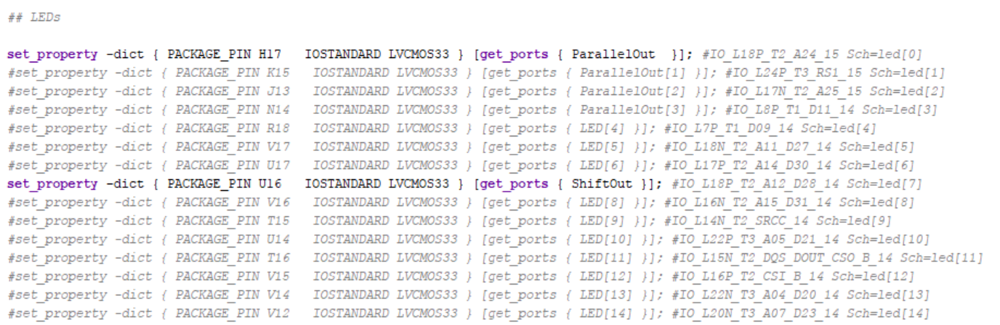 ## LEDs
set_property -dict { PACKAGE_PIN H17 IOSTANDARD LVCMOS33 } [get_ports { ParallelOut }]; #IO_L18P_T2_A24_15 Sch=led[0]
#set_property -dict { PACKAGE_PIN K15 IOSTANDARD LVCMOS33 } [get_ports { ParallelOut[1] }]; #IO_L24P_T3_RS1_15 Sch=led[1]
#set_property -dict { PACKAGE_PIN J13 IOSTANDARD LVCMOS33 } [get_ports { ParallelOut[2] }]; #IO_L17N_T2_A25_15 Sch=led[2]
#set_property -dict { PACKAGE_PIN N14 IOSTANDARD LVCMOS33 } [get_ports { ParallelOut[3] }]; #IO_L8P_T1_D11_14 Sch=led[3]
#set_property -dict { PACKAGE_PIN R18 IOSTANDARD LVCMOS33 } [get_ports { LED[4] }]; #IO_L7P_T1_D09_14 Sch=led[4]
#set_property -dict { PACKAGE_PIN V17 IOSTANDARD LVCMOS33 } [get_ports { LED[5] }]; #IO_L18N_T2_A11_D27_14 Sch=led[5]
#set_property -dict { PACKAGE_PIN U17 IOSTANDARD LVCMOS33 } [get_ports { LED[6] }]; #IO_L17P_T2_A14_D30_14 Sch=led[6]
set_property -dict { PACKAGE_PIN U16 IOSTANDARD LVCMOS33 } [get_ports { ShiftOut }]; #IO_L18P_T2_A12_D28_14 Sch=led[7]
#set_property -dict { PACKAGE_PIN V16 IOSTANDARD LVCMOS33 } [get_ports { LED[8] }]; #IO_L16N_T2_A15_D31_14 Sch=led[8]
#set_property -dict { PACKAGE_PIN T15 IOSTANDARD LVCMOS33 } [get_ports { LED[9] }]; #IO_L14N_T2_SRCC_14 Sch=led[9]
#set_property -dict { PACKAGE_PIN U14 IOSTANDARD LVCMOS33 } [get_ports { LED[10] }]; #IO_L22P_T3_A05_D21_14 Sch=led[10]
#set_property -dict { PACKAGE_PIN T16 IOSTANDARD LVCMOS33 } [get_ports { LED[11] }]; #IO_L15N_T2_DQS_DOUT_CSO_B_14 Sch=led[11]
#set_property -dict { PACKAGE_PIN V15 IOSTANDARD LVCMOS33 } [get_ports { LED[12] }]; #IO_L16P_T2_CSI_B_14 Sch=led[12]
#set_property -dict { PACKAGE_PIN V14 IOSTANDARD LVCMOS33 } [get_ports { LED[13] }]; #IO_L22N_T3_A04_D20_14 Sch=led[13]
#set_property -dict { PACKAGE_PIN V12 IOSTANDARD LVCMOS33 } [get_ports { LED[14] }]; #IO_L20N_T3_A07_D23_14 Sch=led[14]